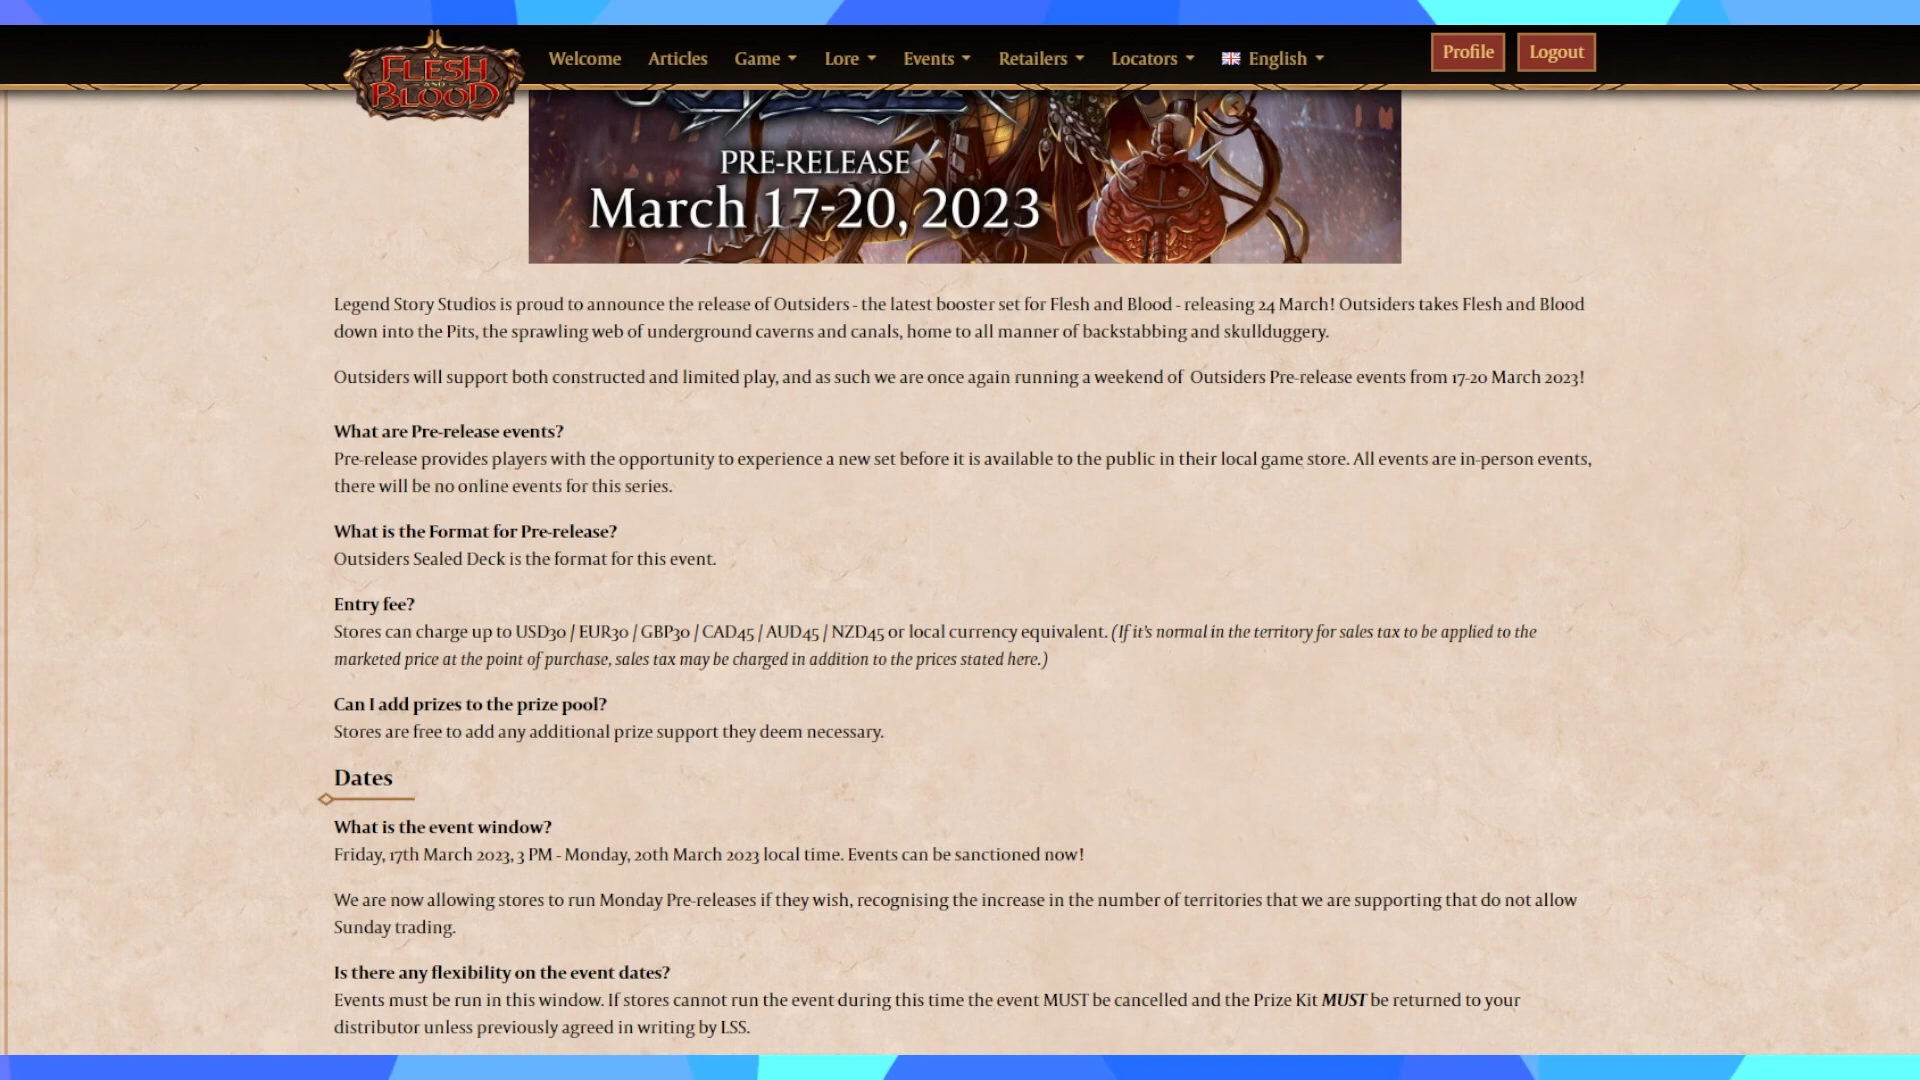 FLESH AND BLOOD
Welcome Articles Game Lore Events Retailers Locators English Profile Logout
PRE-RELEASE
March 17-20, 2023
Legend Story Studios is proud to announce the release of Outsiders - the latest booster set for Flesh and Blood - releasing 24 March! Outsiders takes Flesh and Blood
down into the Pits, the sprawling web of underground caverns and canals, home to all manner of backstabbing and skullduggery.
Outsiders will support both constructed and limited play, and as such we are once again running a weekend of Outsiders Pre-release events from 17-20 March 2023!
What are Pre-release events?
Pre-release provides players with the opportunity to experience a new set before it is available to the public in their local game store. All events are in-person events,
there will be no online events for this series.
What is the Format for Pre-release?
Outsiders Sealed Deck is the format for this event.
Entry fee?
Stores can charge up to USD30 / EUR30 / GBP30 / CAD45 / AUD45 / NZD45 or local currency equivalent. (If it's normal in the territory for sales tax to be applied to the
marketed price at the point of purchase, sales tax may be charged in addition to the prices stated here.)
Can I add prizes to the prize pool?
Stores are free to add any additional prize support they deem necessary.
Dates
What is the event window?
Friday, 17th March 2023, 3 PM - Monday, 20th March 2023 local time. Events can be sanctioned now!
We are now allowing stores to run Monday Pre-releases if they wish, recognising the increase in the number of territories that we are supporting that do not allow
Sunday trading.
Is there any flexibility on the event dates?
Events must be run in this window. If stores cannot run the event during this time the event MUST be cancelled and the Prize Kit MUST be returned to your
distributor unless previously agreed in writing by LSS.